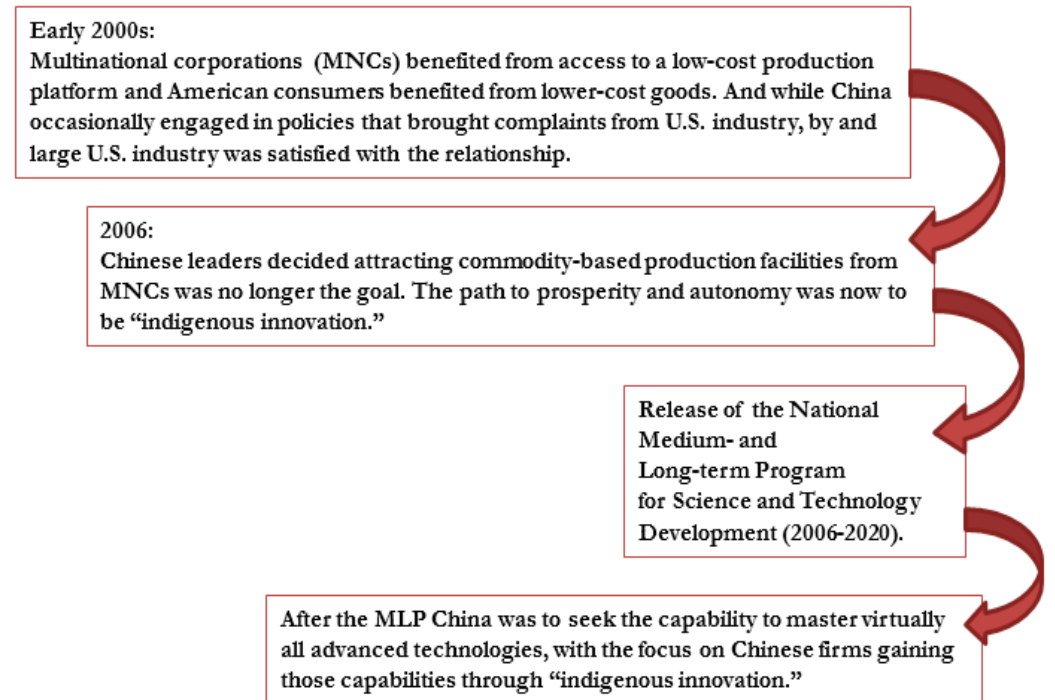 Early 2000s:
Multinational corporations (MNCs) benefited from access to a low-cost production
platform and American consumers benefited from lower-cost goods. And while China
occasionally engaged in policies that brought complaints from U.S. industry, by and
large U.S. industry was satisfied with the relationship.
2006:
Chinese leaders decided attracting commodity-based production facilities from
MNCs was no longer the goal. The path to prosperity and autonomy was now to
be “indigenous innovation.”
Release of the National
Medium- and
Long-term Program
for Science and Technology
Development (2006-2020).
After the MLP China was to seek the capability to master virtually
all advanced technologies, with the focus on Chinese firms gaining
those capabilities through “indigenous innovation.”